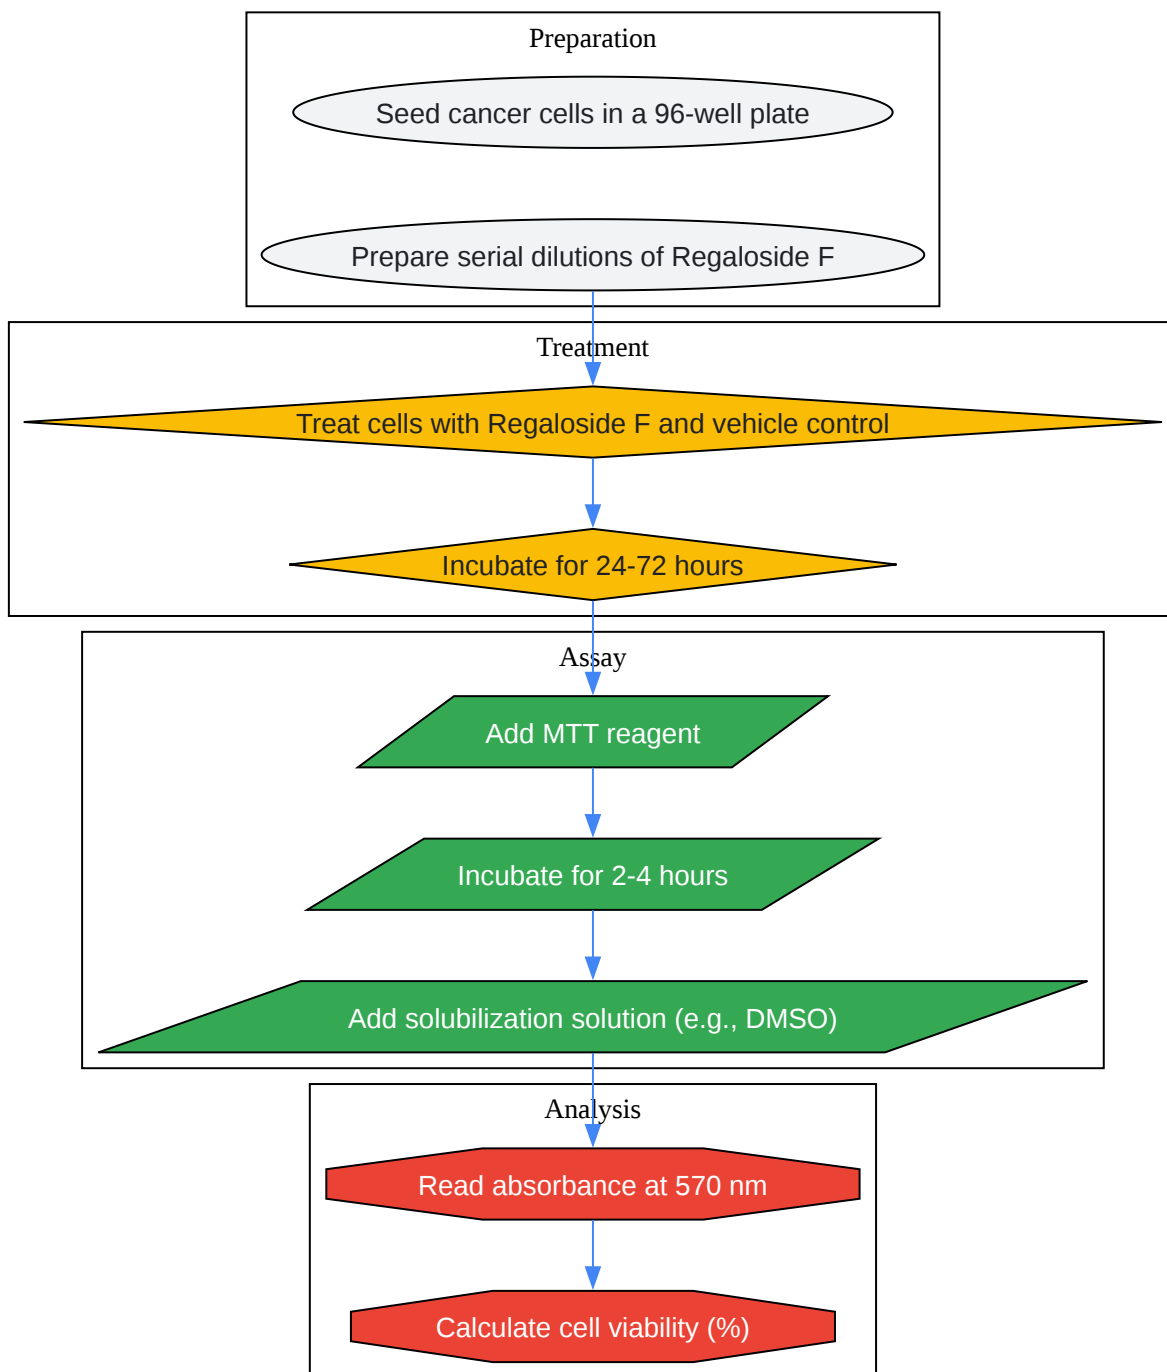 Preparation
Seed cancer cells in a 96-well plate
Prepare serial dilutions of Regaloside F
Treatment
Treat cells with Regaloside F and vehicle control
Incubate for 24-72 hours
Assay
Add MTT reagent
Incubate for 2-4 hours
Add solubilization solution (e.g., DMSO)
Analysis
Read absorbance at 570 nm
Calculate cell viability (%)